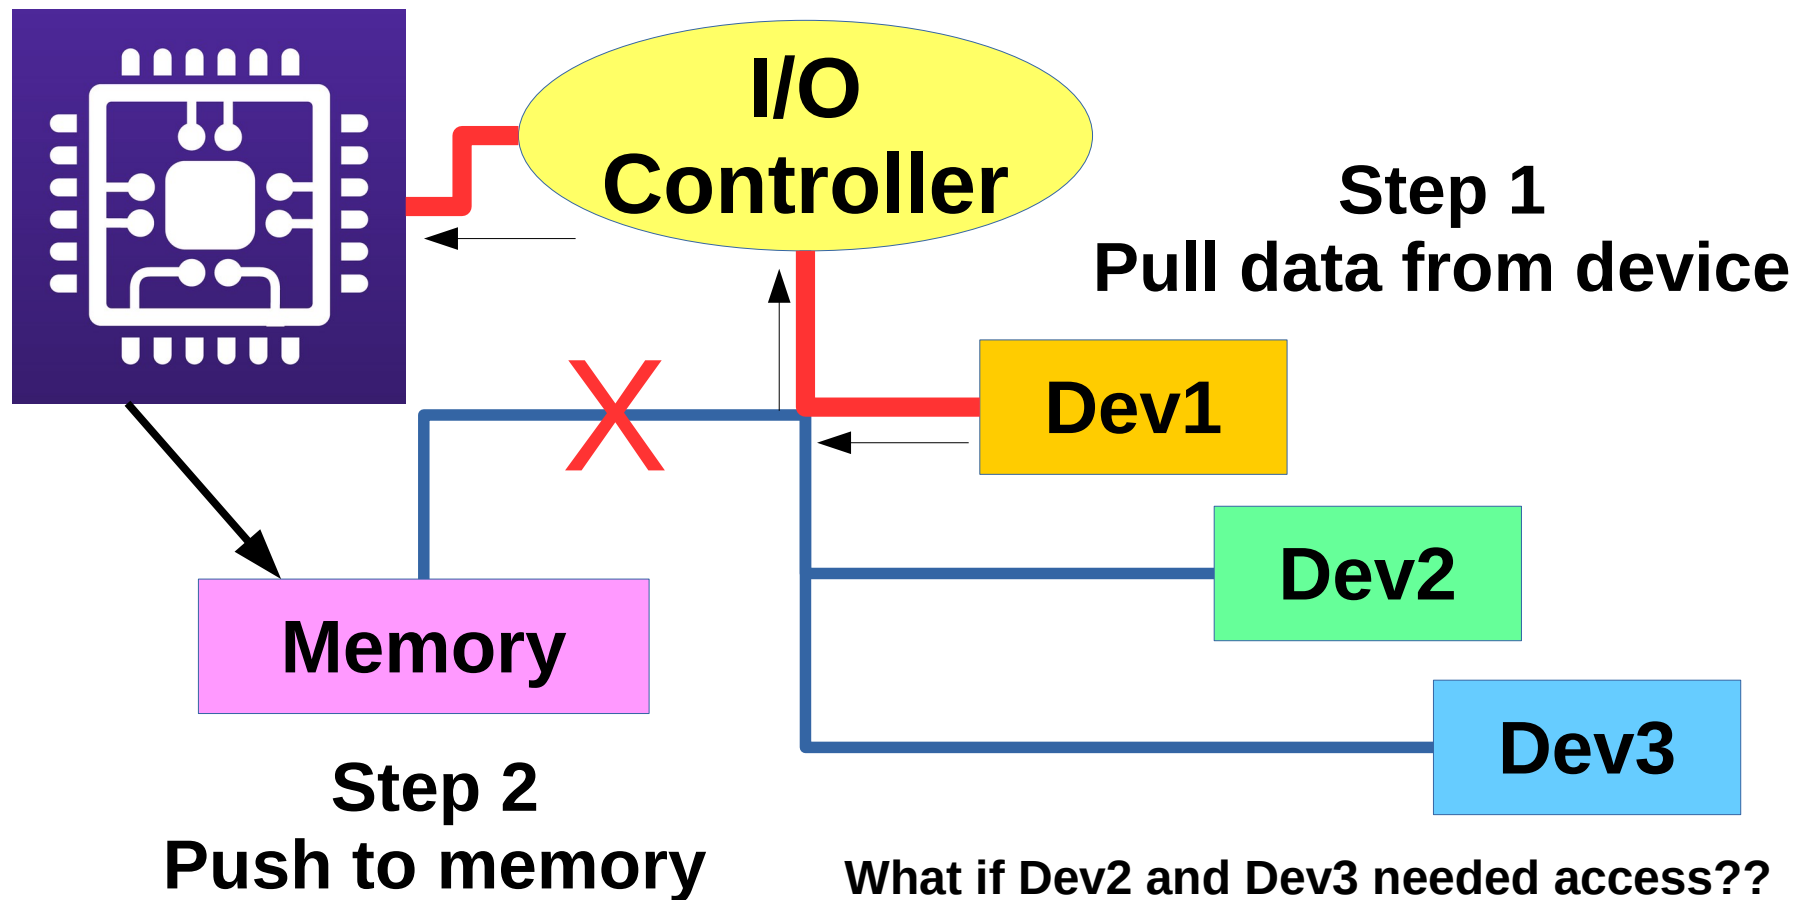 I/O
Controller
Step 1
Pull data from device
X
Dev1
Dev2
Memory
Dev3
Step 2
Push to memory
What if Dev2 and Dev3 needed access??